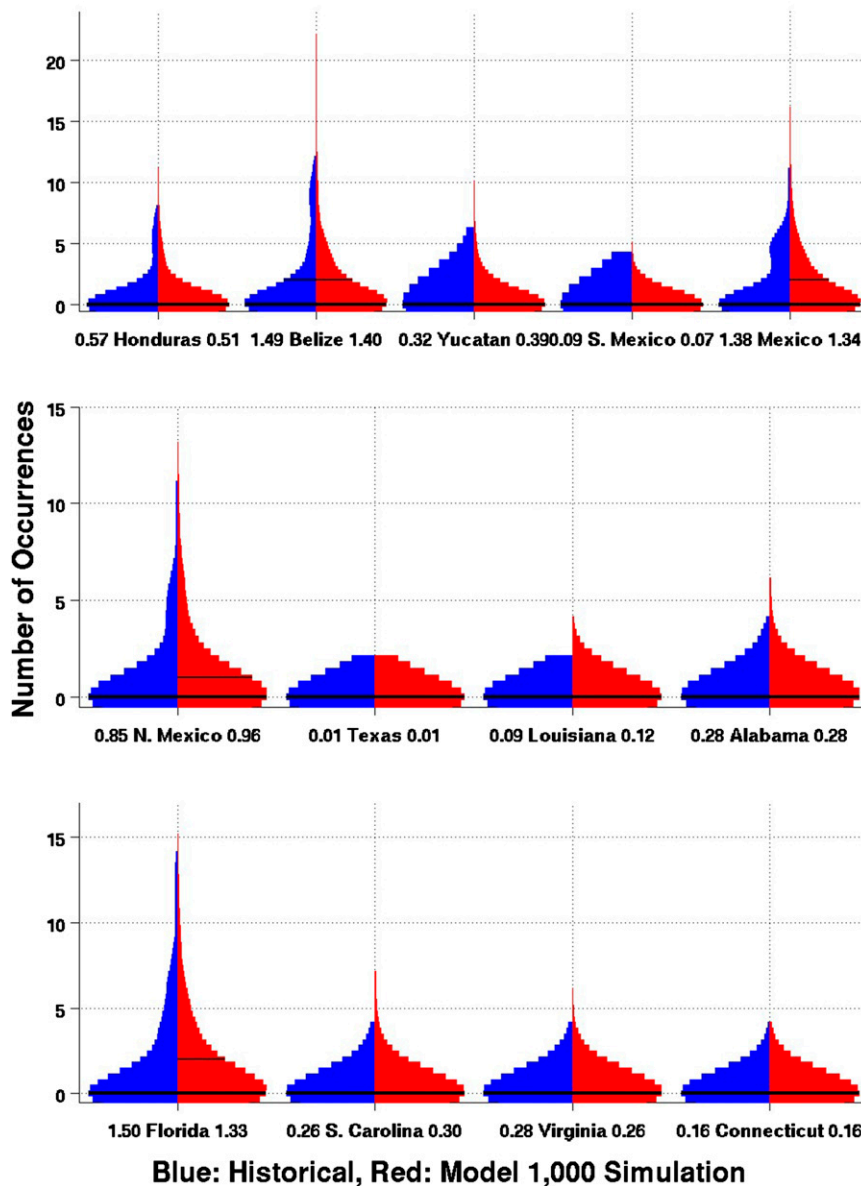 20
15
10
5
0
0.57 Honduras 0.51 1.49 Belize 1.40 0.32 Yucatan 0.390.09 S. Mexico 0.07 1.38 Mexico 1.34
Number of Occurrences
15
10
5
0
0.85 N. Mexico 0.96 0.01 Texas 0.01 0.09 Louisiana 0.12 0.28 Alabama 0.28
15
10
5
0
1.50 Florida 1.33 0.26 S. Carolina 0.30 0.28 Virginia 0.26 0.16 Connecticut 0.16
Blue: Historical, Red: Model 1,000 Simulation